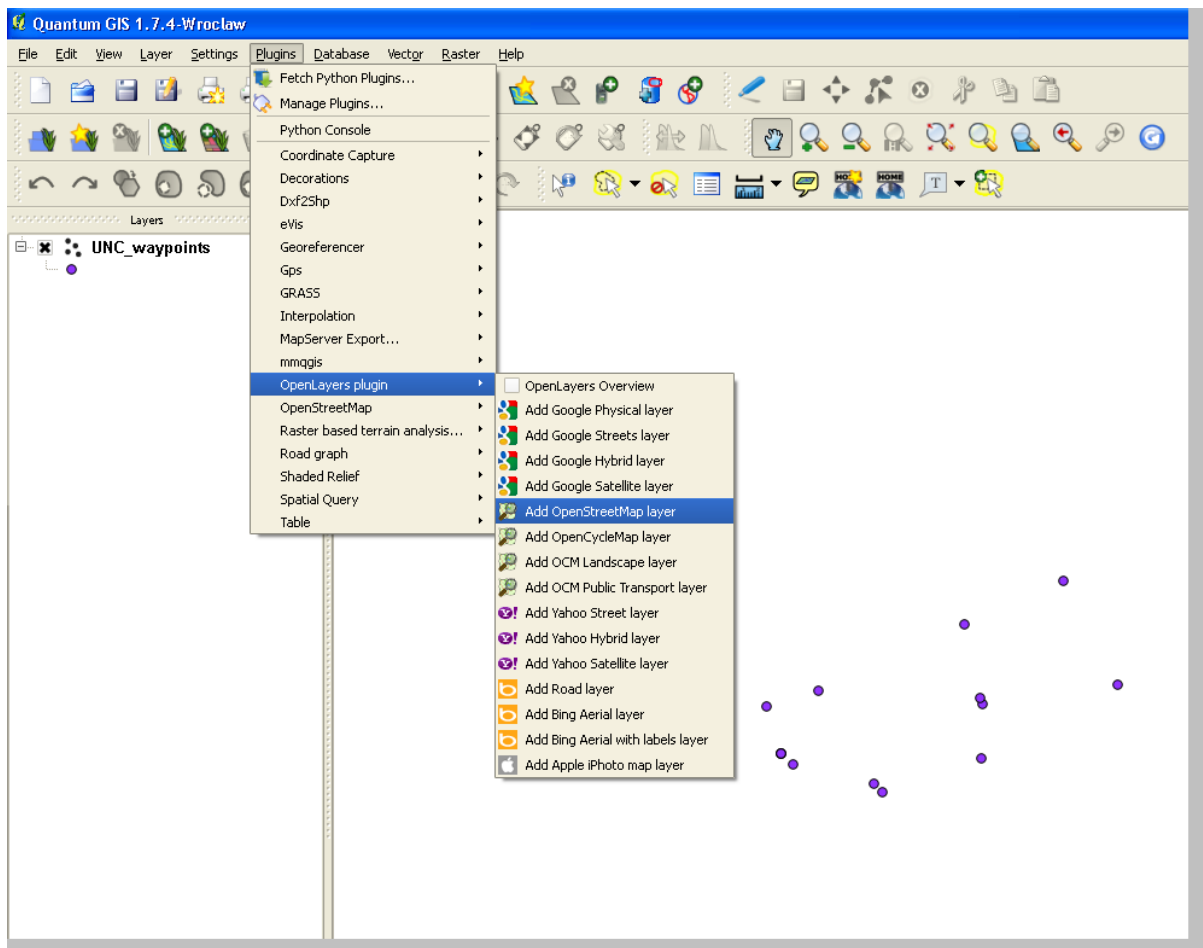 Quantum GIS 1.7.4-Wroclaw
File Edit View Layer Settings Plugins Database Vector Raster Help
Fetch Python Plugins...
Manage Plugins...
Python Console
Coordinate Capture
Decorations
Dxf2Shp
eVis
Georeferencer
Gps
GRASS
Interpolation
MapServer Export...
mmqgis
OpenLayers plugin
OpenStreetMap
Raster based terrain analysis...
Road graph
Shaded Relief
Spatial Query
Table
HOME
T
Layers
UNC_waypoints
OpenLayers Overview
Add Google Physical layer
Add Google Streets layer
Add Google Hybrid layer
Add Google Satellite layer
Add OpenStreetMap layer
Add OpenCycleMap layer
Add OCM Landscape layer
Add OCM Public Transport layer
Y! Add Yahoo Street layer
Y! Add Yahoo Hybrid layer
Y! Add Yahoo Satellite layer
b Add Road layer
b Add Bing Aerial layer
b Add Bing Aerial with labels layer
Add Apple iPhoto map layer